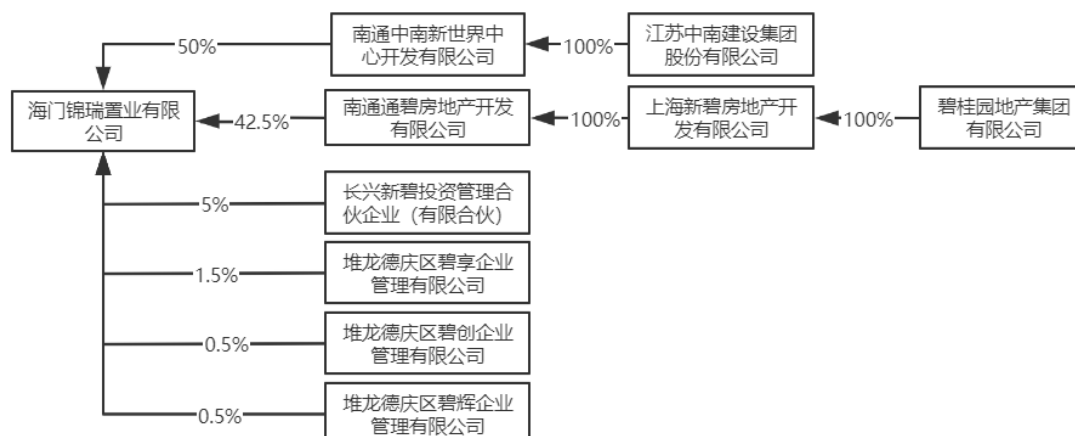 南通中南新世界中
心开发有限公司
江苏中南建设集团
股份有限公司
50%
100%
海门锦瑞置业有限
公司
42.5%
南通通碧房地产开发
有限公司
100%
上海新碧房地产开
发有限公司
100%
碧桂园地产集团
有限公司
5%
长兴新碧投资管理合
伙企业（有限合伙）
1.5%
堆龙德庆区碧享企业
管理有限公司
0.5%
堆龙德庆区碧创企业
管理有限公司
0.5%
堆龙德庆区碧辉企业
管理有限公司